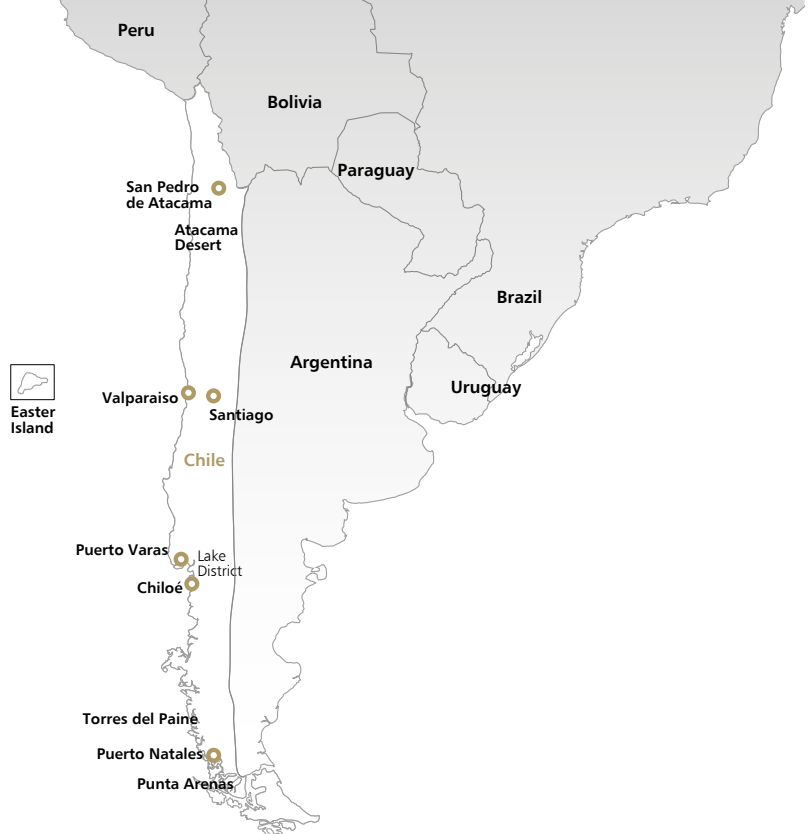 Peru
Bolivia
Paraguay
San Pedro
de Atacama
Atacama
Desert
Brazil
Argentina
Uruguay
Valparaiso
Santiago
Easter
Island
Chile
Puerto Varas
Lake
District
Chiloé
Torres del Paine
Puerto Natales
Punta Arenas